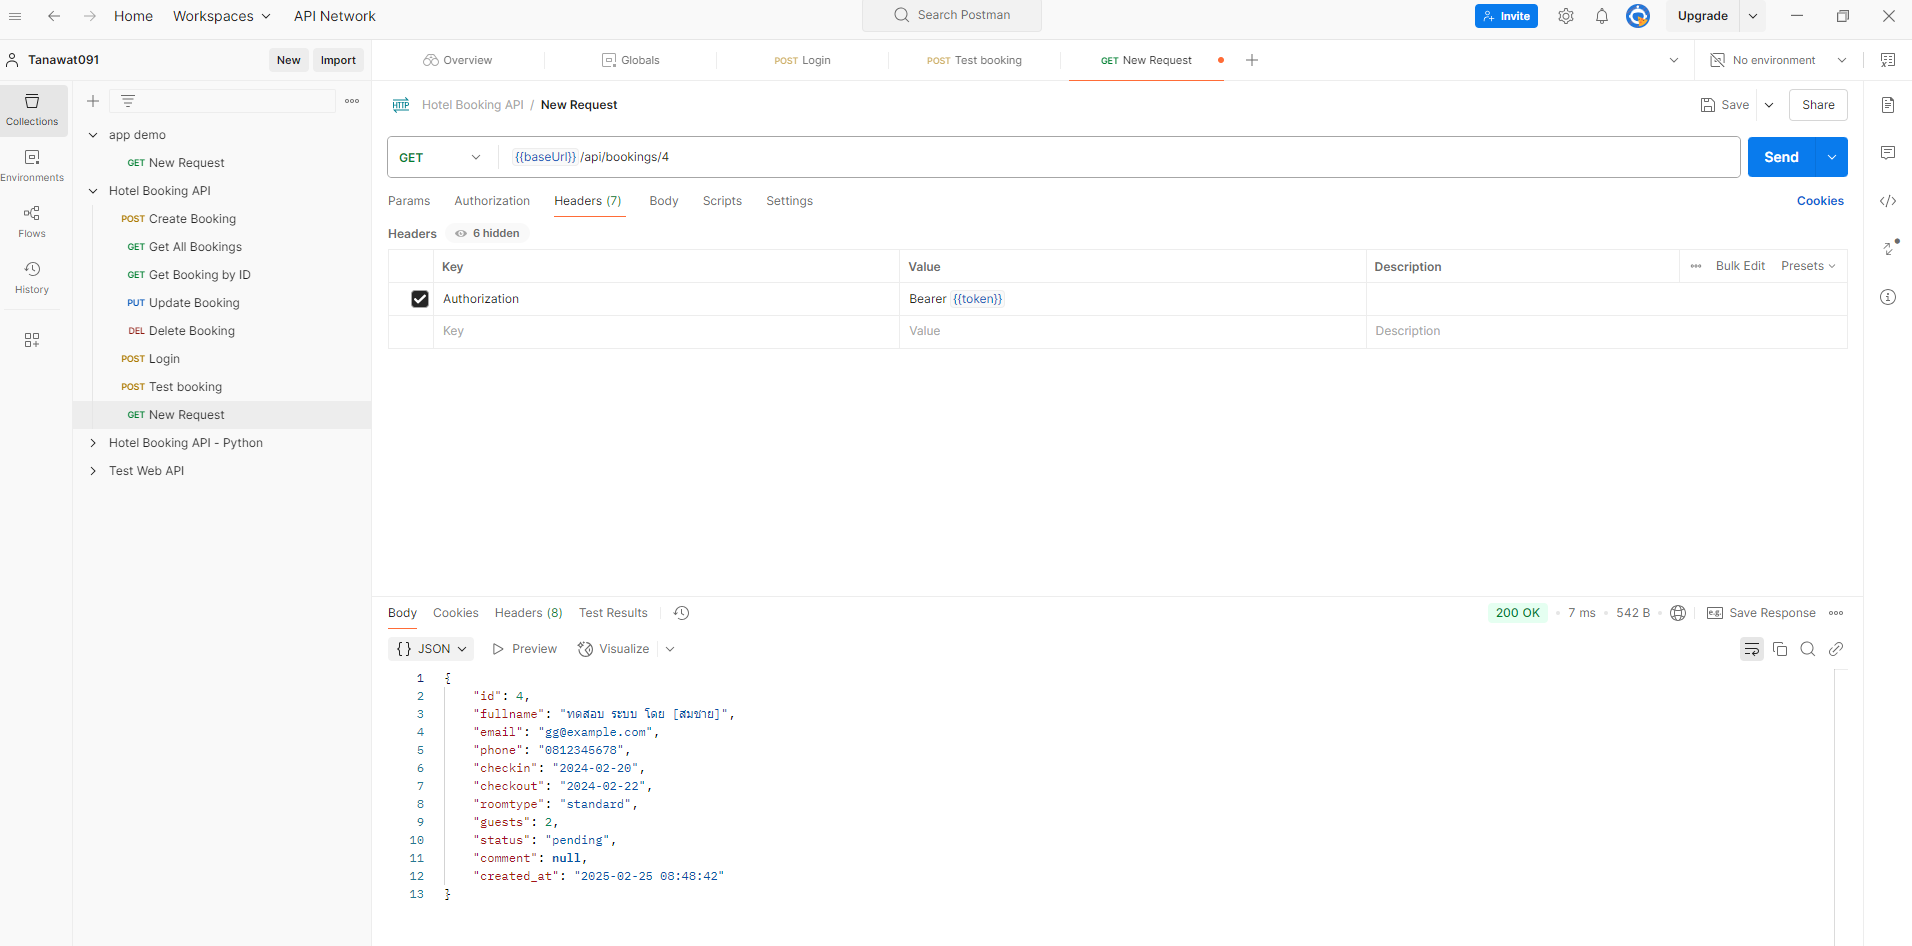 Home
Workspaces
API Network
Search Postman
Invite
Upgrade
Tanawat091
New
Import
Overview
Globals
POST Login
POST Test booking
GET New Request
No environment
Collections
Environments
Flows
History
app demo
GET New Request
Hotel Booking API
POST Create Booking
GET Get All Bookings
GET Get Booking by ID
PUT Update Booking
DEL Delete Booking
POST Login
POST Test booking
GET New Request
Hotel Booking API - Python
Test Web API
HTTP Hotel Booking API / New Request
Save
Share
GET
{{baseUrl}} /api/bookings/4
Send
Params
Authorization
Headers (7)
Body
Scripts
Settings
Cookies
Headers
6 hidden
Key
Value
Description
Bulk Edit
Presets
Authorization
Bearer {{token}}
Key
Value
Description
Body
Cookies
Headers (8)
Test Results
200 OK
7 ms
542 B
e.g. Save Response
{} JSON
Preview
Visualize
1 {
2 "id": 4,
3 "fullname": "ทดสอบ ระบบ โดย [สมชาย]",
4 "email": "gg@example.com",
5 "phone": "0812345678",
6 "checkin": "2024-02-20",
7 "checkout": "2024-02-22",
8 "roomtype": "standard",
9 "guests": 2,
10 "status": "pending",
11 "comment": null,
12 "created_at": "2025-02-25 08:48:42"
13 }